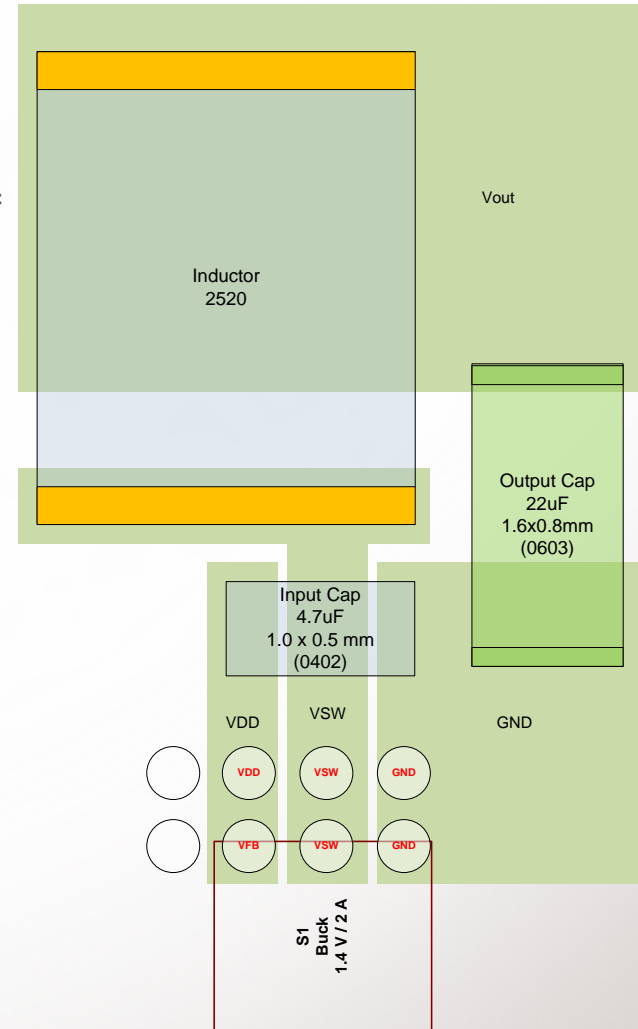 Vout
Inductor
2520
Output Cap
22uF
1.6x0.8mm
(0603)
Input Cap
4.7uF
1.0 x 0.5 mm
(0402)
VDD
VSW
GND
VDD
VSW
GND
VFB
VSW
GND
S1
Buck
1.4 V / 2 A